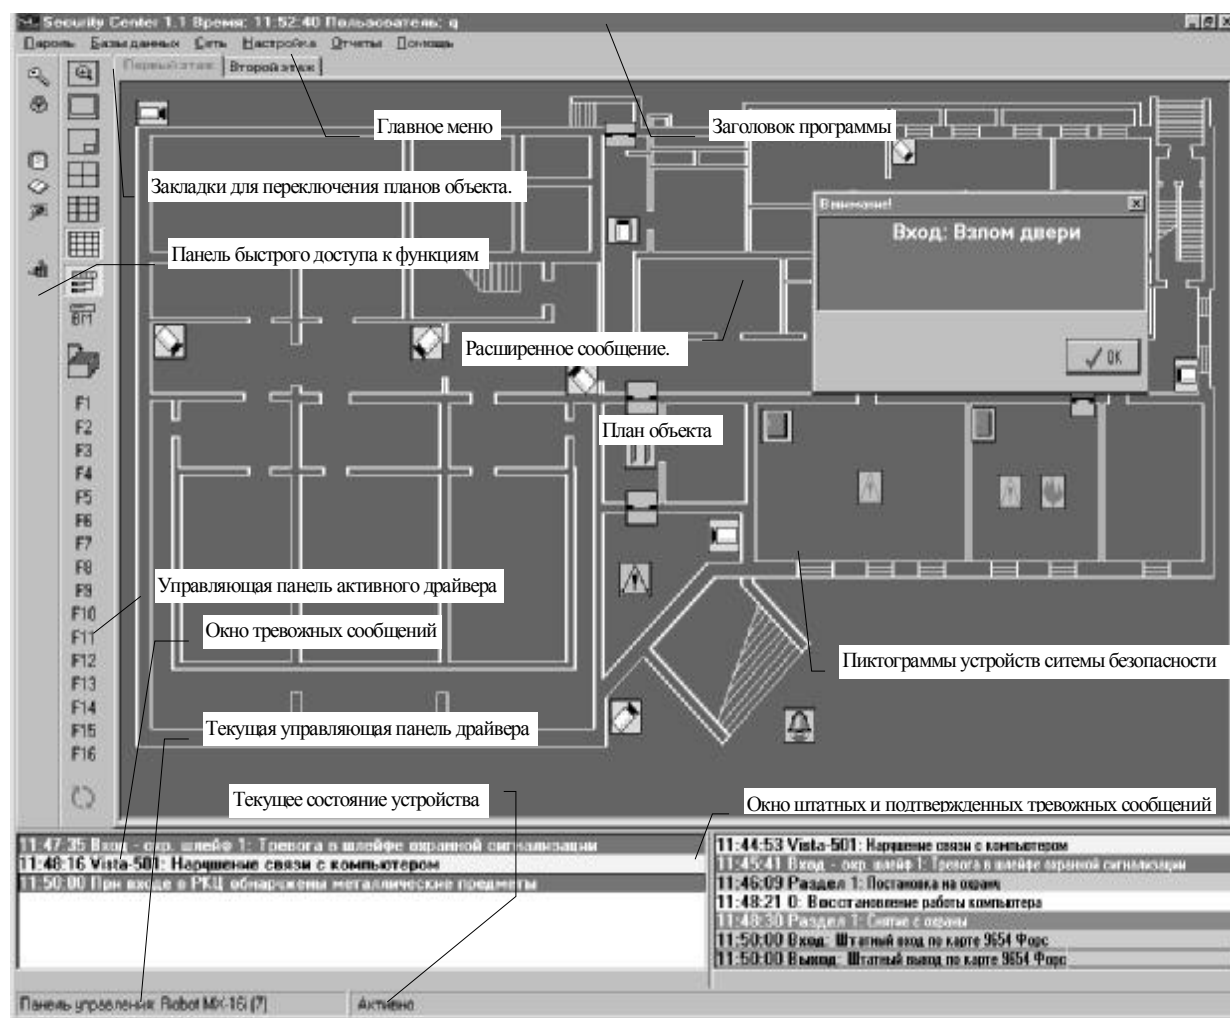 Security Center 1.1 Время: 11:52:40 Пользователь: q
Пароль Базы данных Сеть Настройка Отчеты Помощь
Первый этаж Второй этаж
Главное меню
Заголовок программы
Закладки для переключения планов объекта.
Внимание!
Вход: Взлом двери
Панель быстрого доступа к функциям
Расширенное сообщение.
OK
План объекта
F1
F2
F3
F4
F5
F6
F7
F8
F9
F10
F11
F12
F13
F14
F15
F16
Управляющая панель активного драйвера
Окно тревожных сообщений
Пиктограммы устройств ситемы безопасности
Текущая управляющая панель драйвера
Текущее состояние устройства
Окно штатных и подтвержденных тревожных сообщений
11:47:35 Вход - охр. шлейф 1: Тревога в шлейфе охранной сигнализации
11:48:16 Vista-501: Нарушение связи с компьютером
11:50:00 При входе в РКЦ обнаружены металлические предметы
11:44:53 Vista-501: Нарушение связи с компьютером
11:45:41 Вход - охр. шлейф 1: Тревога в шлейфе охранной сигнализации
11:46:09 Раздел 1: Постановка на охрану
11:48:21 0: Восстановление работы компьютера
11:48:30 Раздел 1: Снятие с охраны
11:50:00 Вход: Штатный вход по карте 9654 Форс
11:50:00 Выход: Штатный выход по карте 9654 Форс
Панель управления: Robot MX-16i (7)
Активно